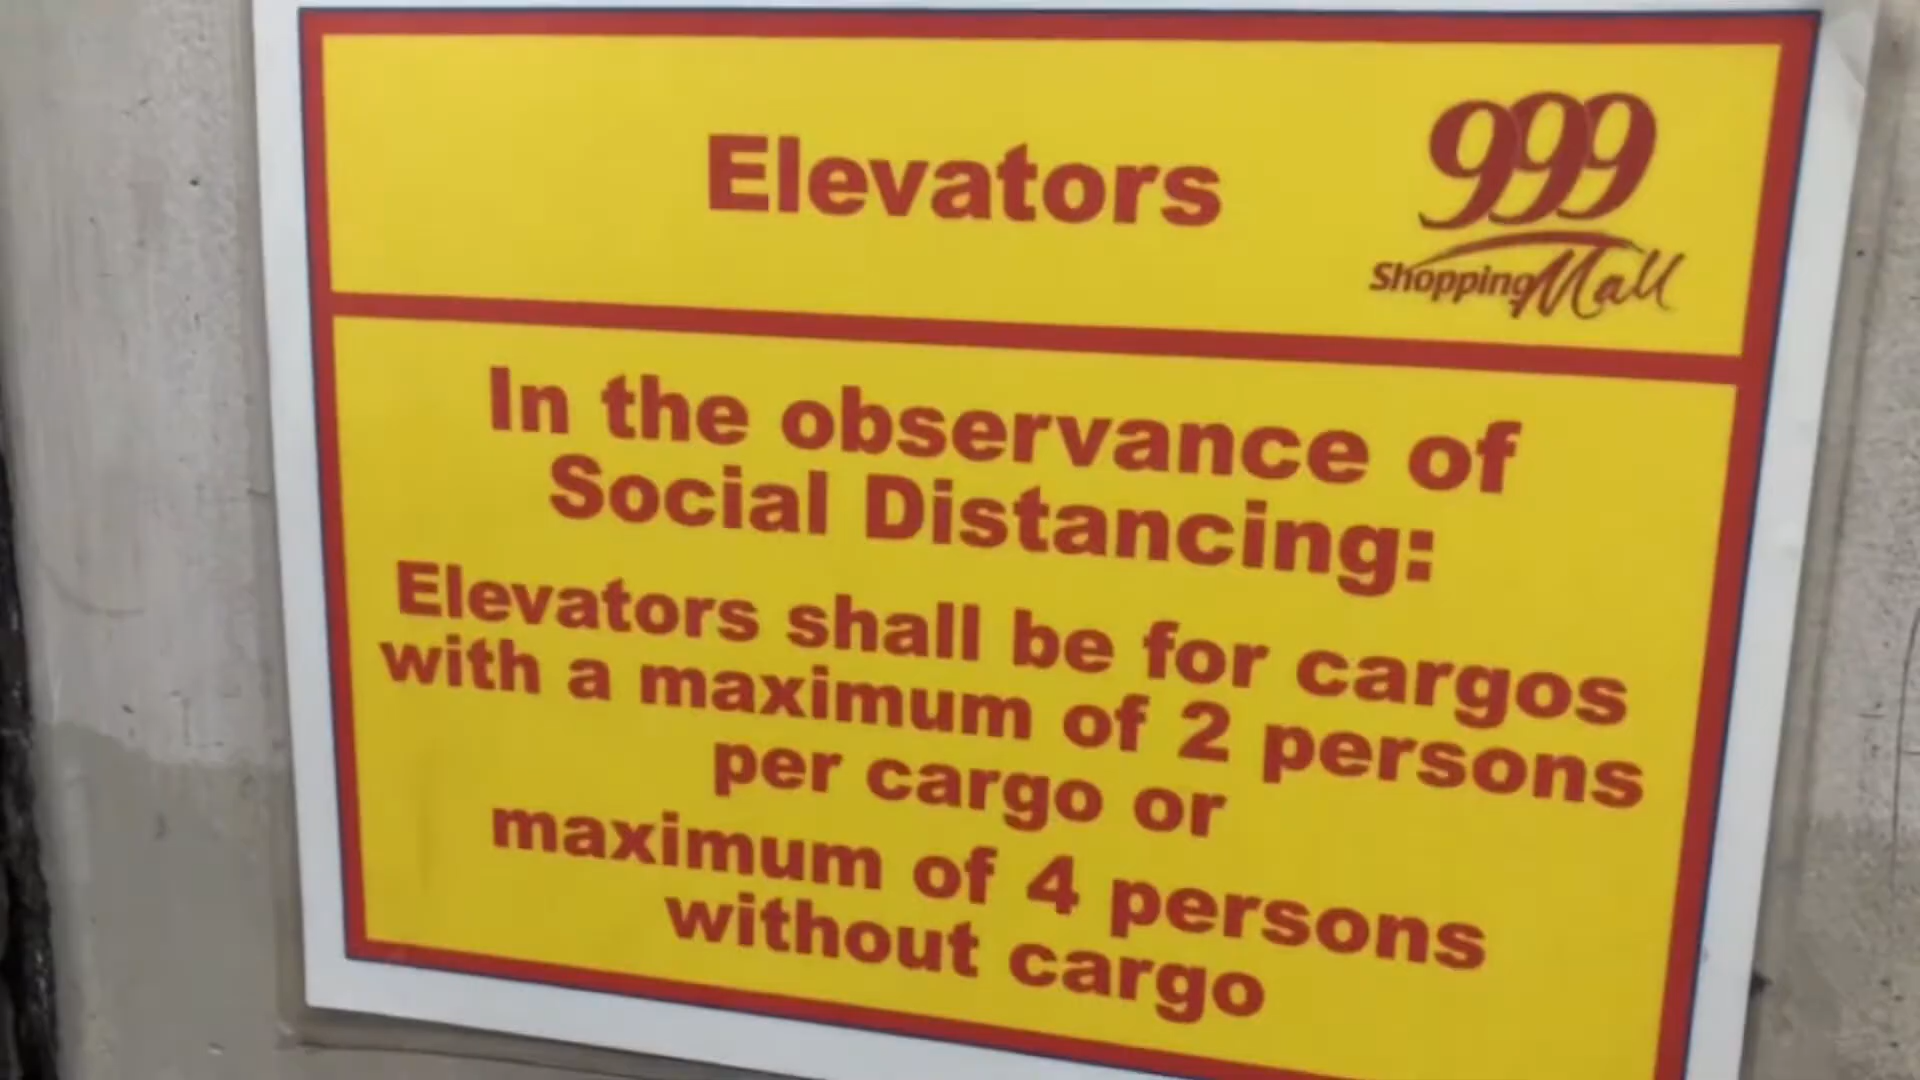 Elevators
999
Shopping Mall
In the observance of
Social Distancing:
Elevators shall be for cargos
with a maximum of 2 persons
per cargo or
maximum of 4 persons
without cargo